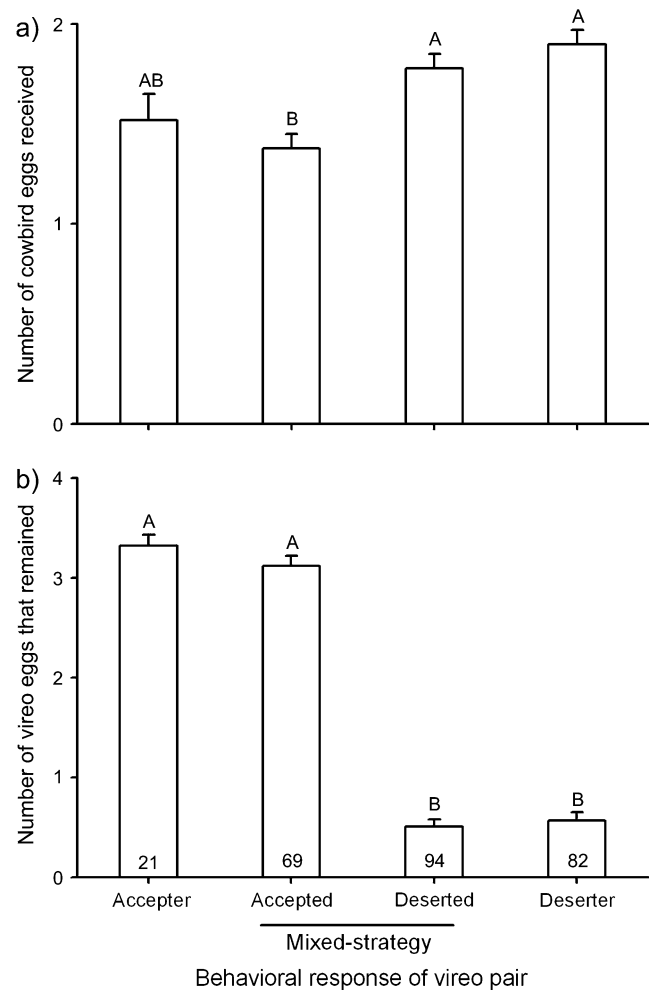 a)
Number of cowbird eggs received
2
1
0
AB
B
A
A
b)
Number of vireo eggs that remained
4
3
2
1
0
A
A
B
B
21
69
94
82
Accepter
Accepted
Deserted
Deserter
Mixed-strategy
Behavioral response of vireo pair